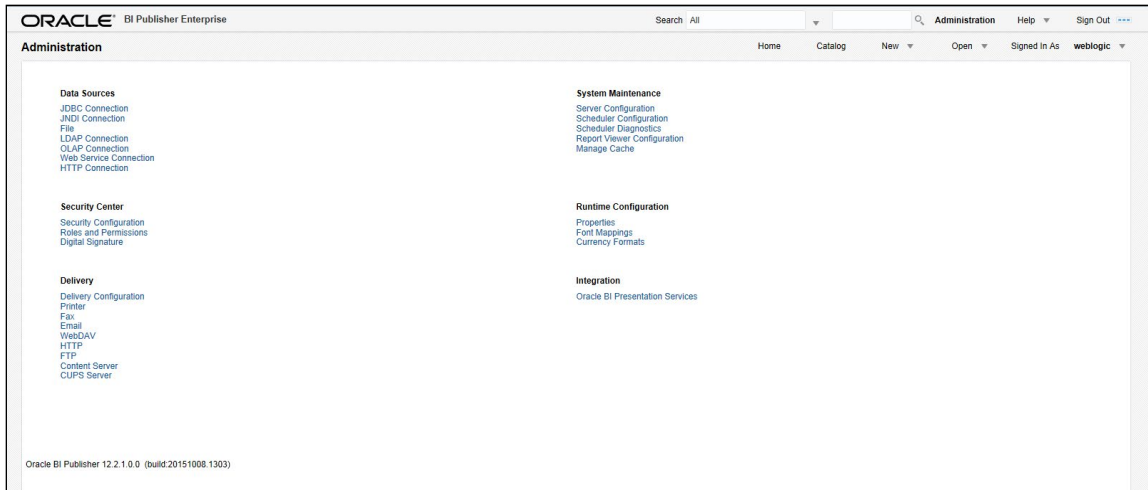 ORACLE® BI Publisher Enterprise Search All Administration Help Sign Out
Administration Home Catalog New Open Signed In As weblogic
Data Sources
JDBC Connection
JNDI Connection
File
LDAP Connection
OLAP Connection
Web Service Connection
HTTP Connection
System Maintenance
Server Configuration
Scheduler Configuration
Scheduler Diagnostics
Report Viewer Configuration
Manage Cache
Security Center
Security Configuration
Roles and Permissions
Digital Signature
Runtime Configuration
Properties
Font Mappings
Currency Formats
Delivery
Delivery Configuration
Printer
Fax
Email
WebDAV
HTTP
FTP
Content Server
CUPS Server
Integration
Oracle BI Presentation Services
Oracle BI Publisher 12.2.1.0.0 (build:20151008.1303)